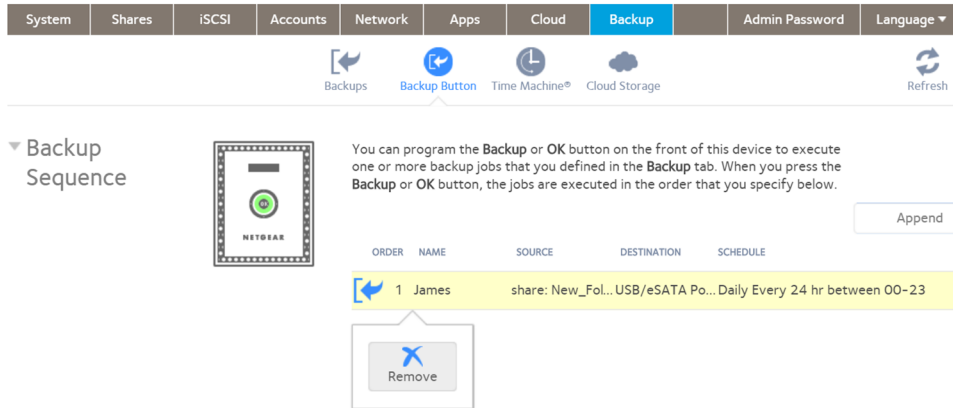 System Shares iSCSI Accounts Network Apps Cloud Backup Admin Password Language ▾
Backups Backup Button Time Machine® Cloud Storage Refresh
Backup
Sequence
NETGEAR
You can program the Backup or OK button on the front of this device to execute
one or more backup jobs that you defined in the Backup tab. When you press the
Backup or OK button, the jobs are executed in the order that you specify below.
Append
ORDER NAME SOURCE DESTINATION SCHEDULE
1 James share: New_Fol... USB/eSATA Po... Daily Every 24 hr between 00-23
Remove